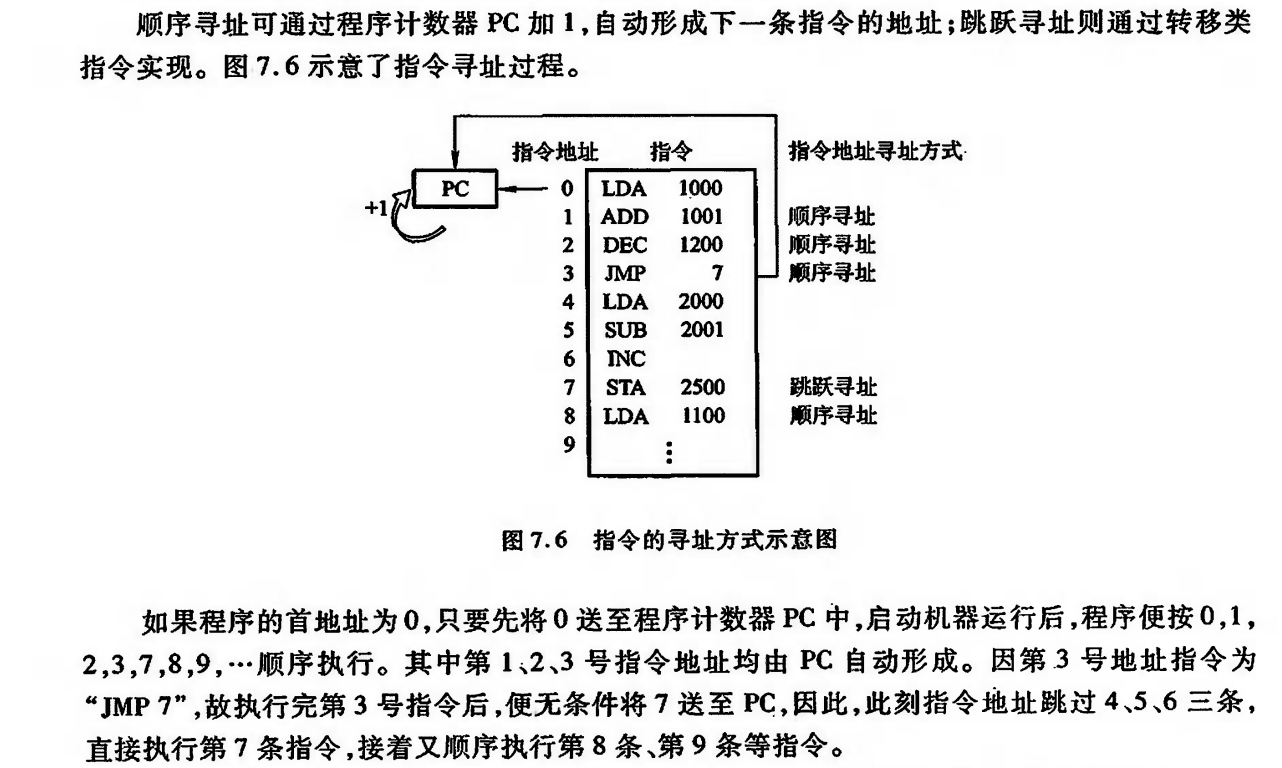 顺序寻址可通过程序计数器 PC 加 1,自动形成下一条指令的地址;跳跃寻址则通过转移类
指令实现。图 7.6 示意了指令寻址过程。
指令地址 指令 指令地址寻址方式
PC 0 LDA 1000
+1 1 ADD 1001 顺序寻址
2 DEC 1200 顺序寻址
3 JMP 7 顺序寻址
4 LDA 2000
5 SUB 2001
6 INC
7 STA 2500 跳跃寻址
8 LDA 1100 顺序寻址
9 ⋮
图 7.6 指令的寻址方式示意图
如果程序的首地址为 0,只要先将 0 送至程序计数器 PC 中,启动机器运行后,程序便按 0,1,
2,3,7,8,9,…顺序执行。其中第 1、2、3 号指令地址均由 PC 自动形成。因第 3 号地址指令为
“JMP 7”,故执行完第 3 号指令后,便无条件将 7 送至 PC,因此,此刻指令地址跳过 4、5、6 三条,
直接执行第 7 条指令,接着又顺序执行第 8 条、第 9 条等指令。